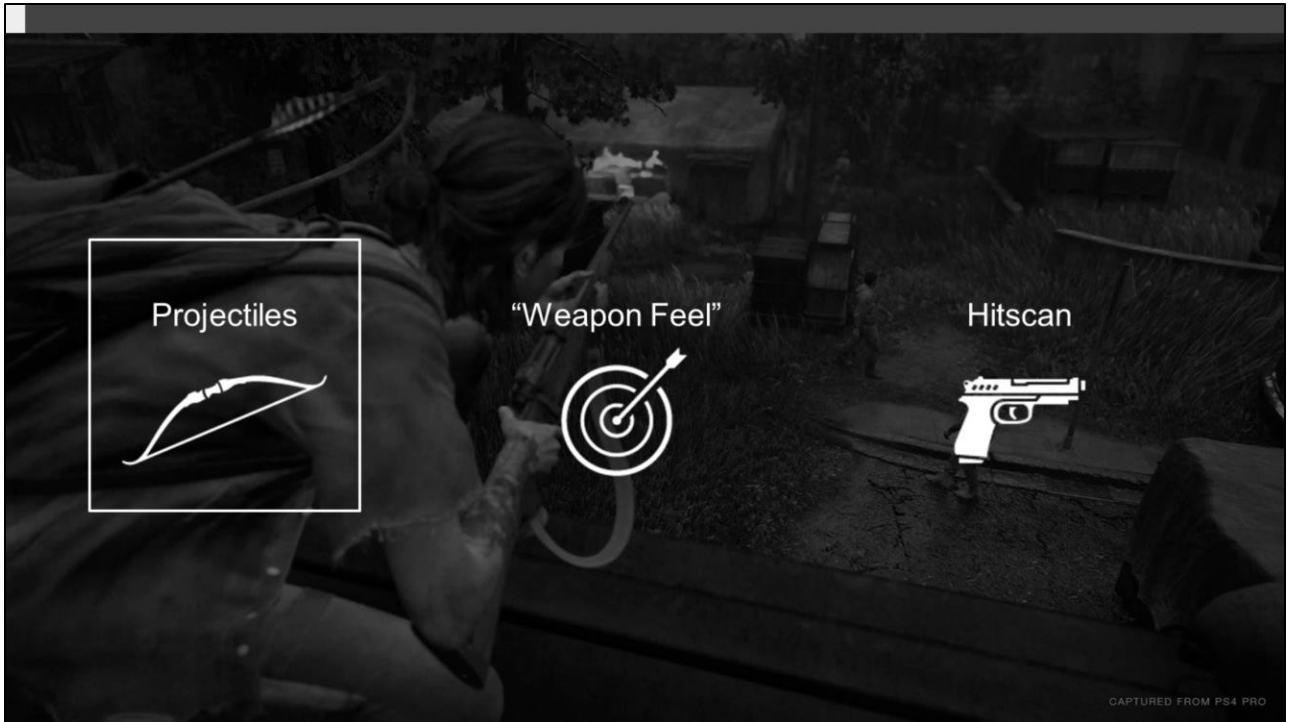 Projectiles
“Weapon Feel”
Hitscan
CAPTURED FROM PS4 PRO